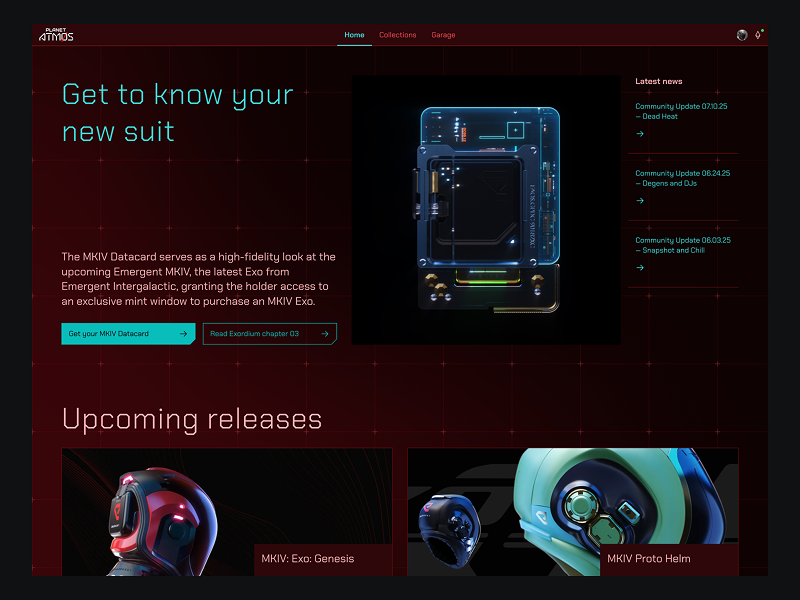 PLANET
ATMOS
Home
Collections
Garage
Get to know your
new suit
The MKIV Datacard serves as a high-fidelity look at the
upcoming Emergent MKIV, the latest Exo from
Emergent Intergalactic, granting the holder access to
an exclusive mint window to purchase an MKIV Exo.
Get your MKIV Datacard
Read Exordium chapter 03
Latest news
Community Update 07.10.25
– Dead Heat
Community Update 06.24.25
– Degens and DJs
Community Update 06.03.25
– Snapshot and Chill
Upcoming releases
MKIV: Exo: Genesis
MKIV Proto Helm